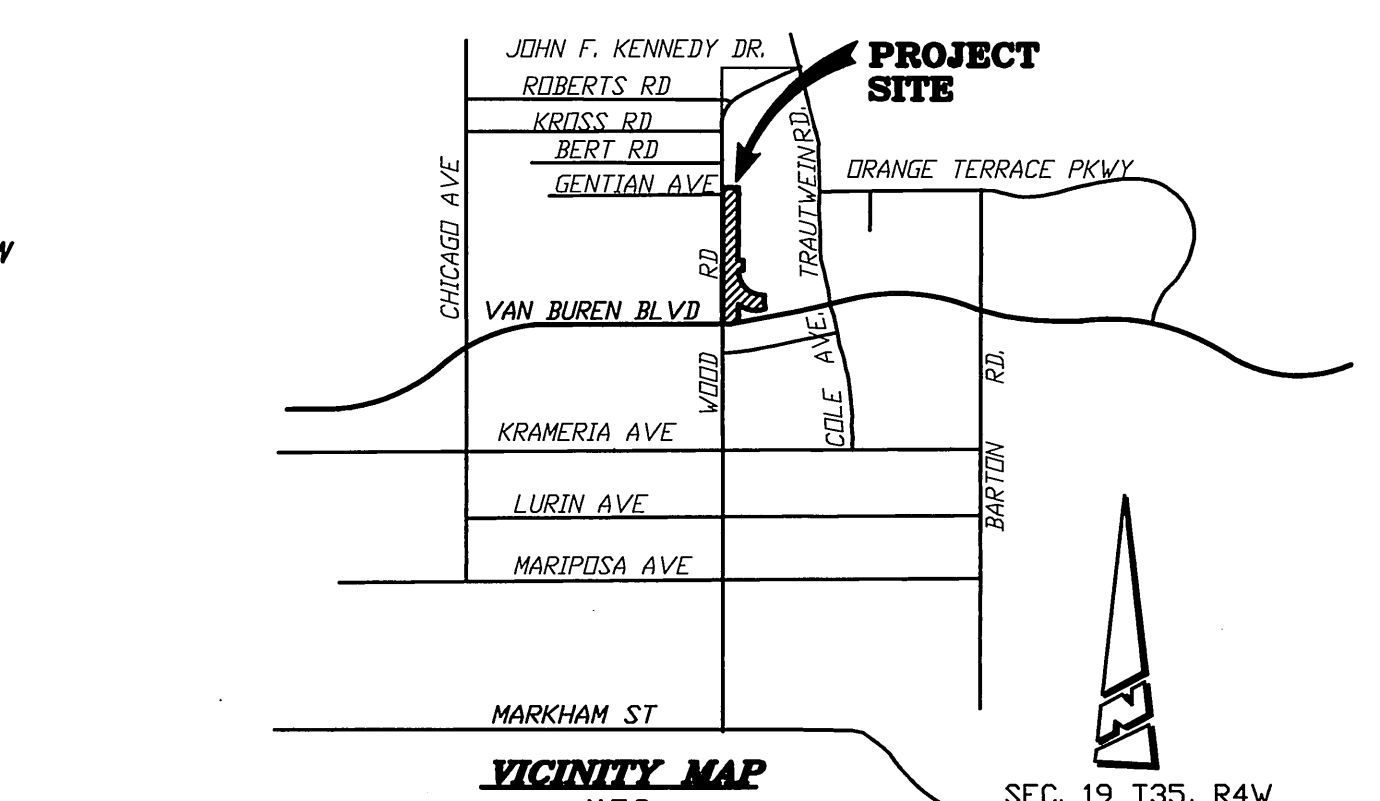 JOHN F. KENNEDY DR.
PROJECT
SITE
ROBERTS RD
KROSS RD
BERT RD
GENTIAN AVE
ORANGE TERRACE PKWY
TRAUTWEIN RD.
CHICAGO AVE
WOOD RD
VAN BUREN BLVD
COLE AVE.
BARTON RD.
KRAMERIA AVE
LURIN AVE
MARIPOSA AVE
MARKHAM ST
VICINITY MAP
N
SEC. 19 T35, R4W